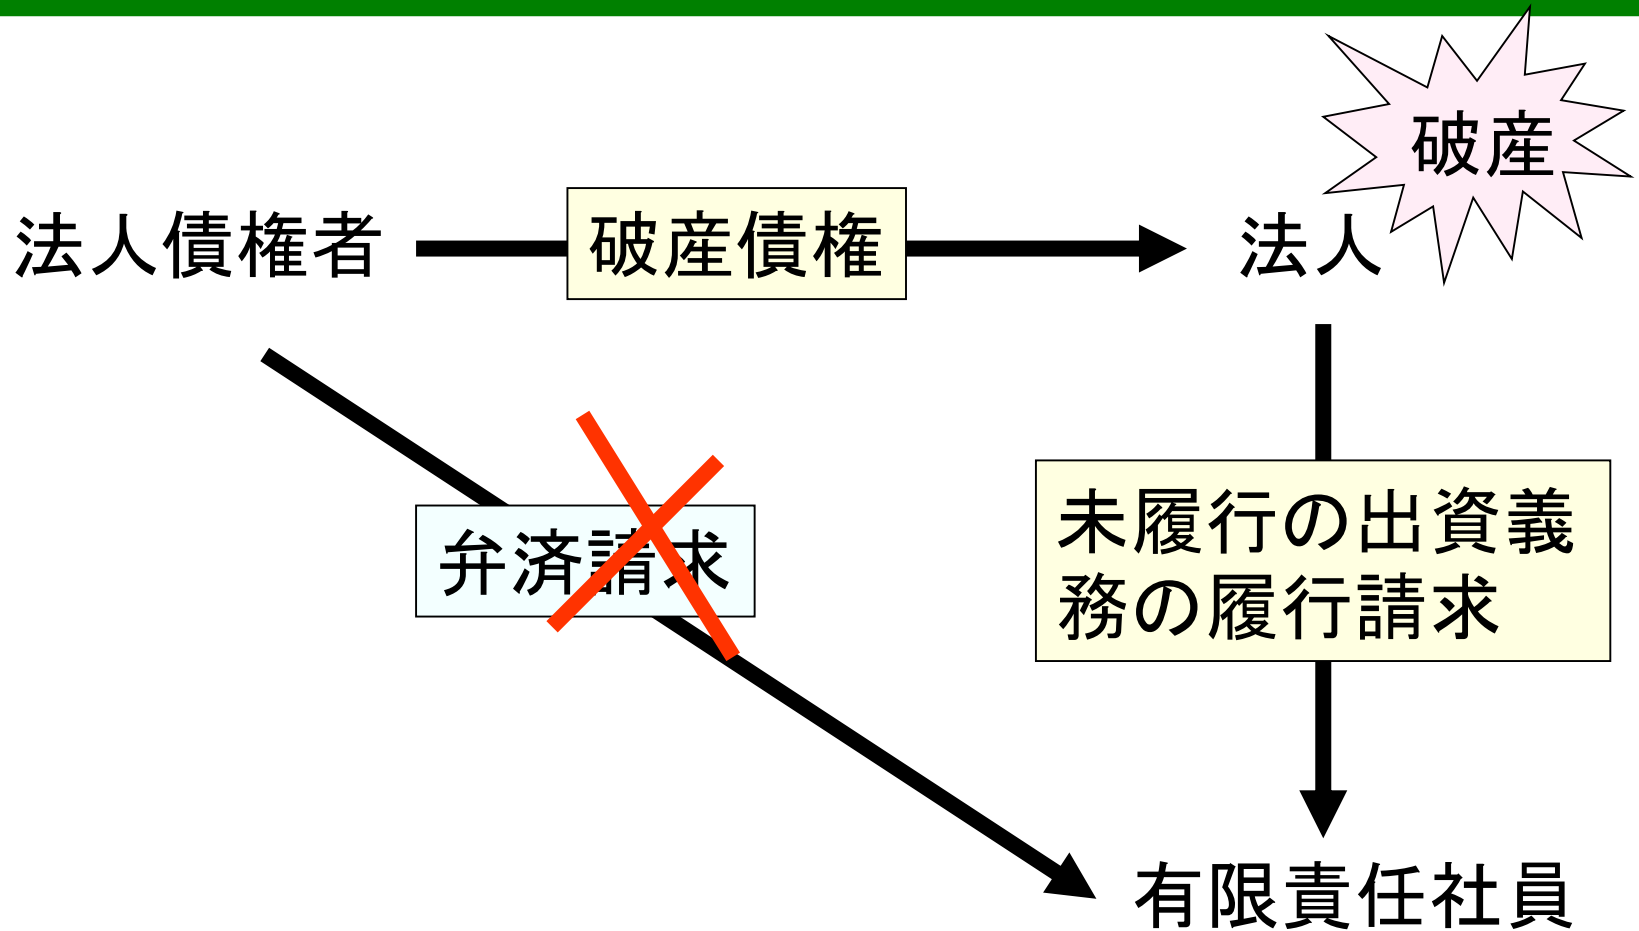 破産
法人債権者
破産債権
法人
弁済請求
未履行の出資義
務の履行請求
有限責任社員